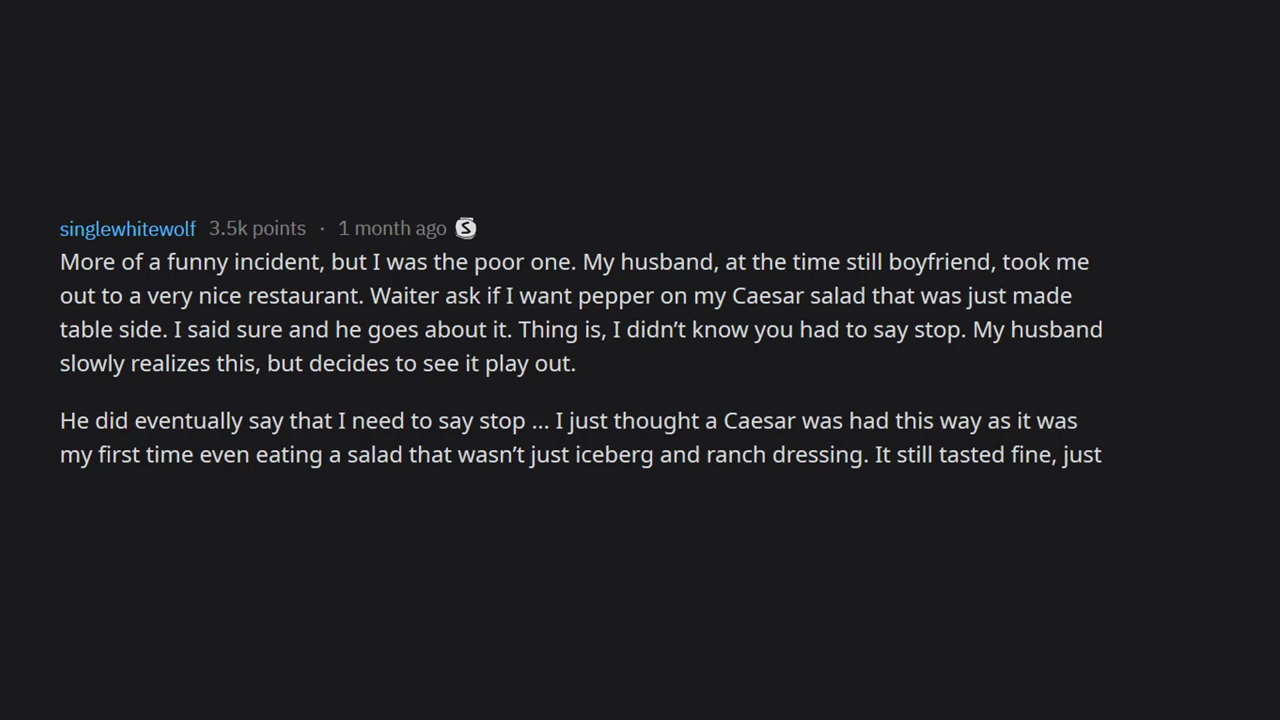 singlewhitewolf 3.5k points · 1 month ago S
More of a funny incident, but I was the poor one. My husband, at the time still boyfriend, took me
out to a very nice restaurant. Waiter ask if I want pepper on my Caesar salad that was just made
table side. I said sure and he goes about it. Thing is, I didn’t know you had to say stop. My husband
slowly realizes this, but decides to see it play out.
He did eventually say that I need to say stop ... I just thought a Caesar was had this way as it was
my first time even eating a salad that wasn’t just iceberg and ranch dressing. It still tasted fine, just